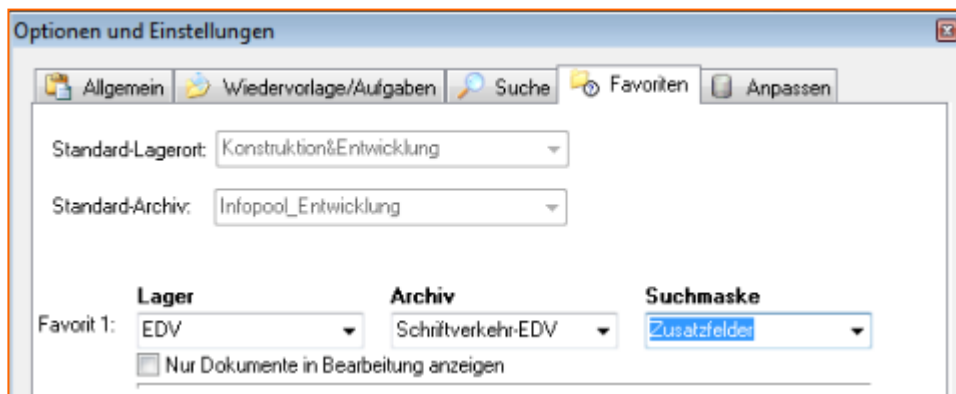 Optionen und Einstellungen
Allgemein Wiedervorlage/Aufgaben Suche Favoriten Anpassen
Standard-Lagerort: Konstruktion&Entwicklung
Standard-Archiv: Infopool_Entwicklung
Lager Archiv Suchmaske
Favorit 1: EDV Schriftverkehr-EDV Zusatzfelder
Nur Dokumente in Bearbeitung anzeigen